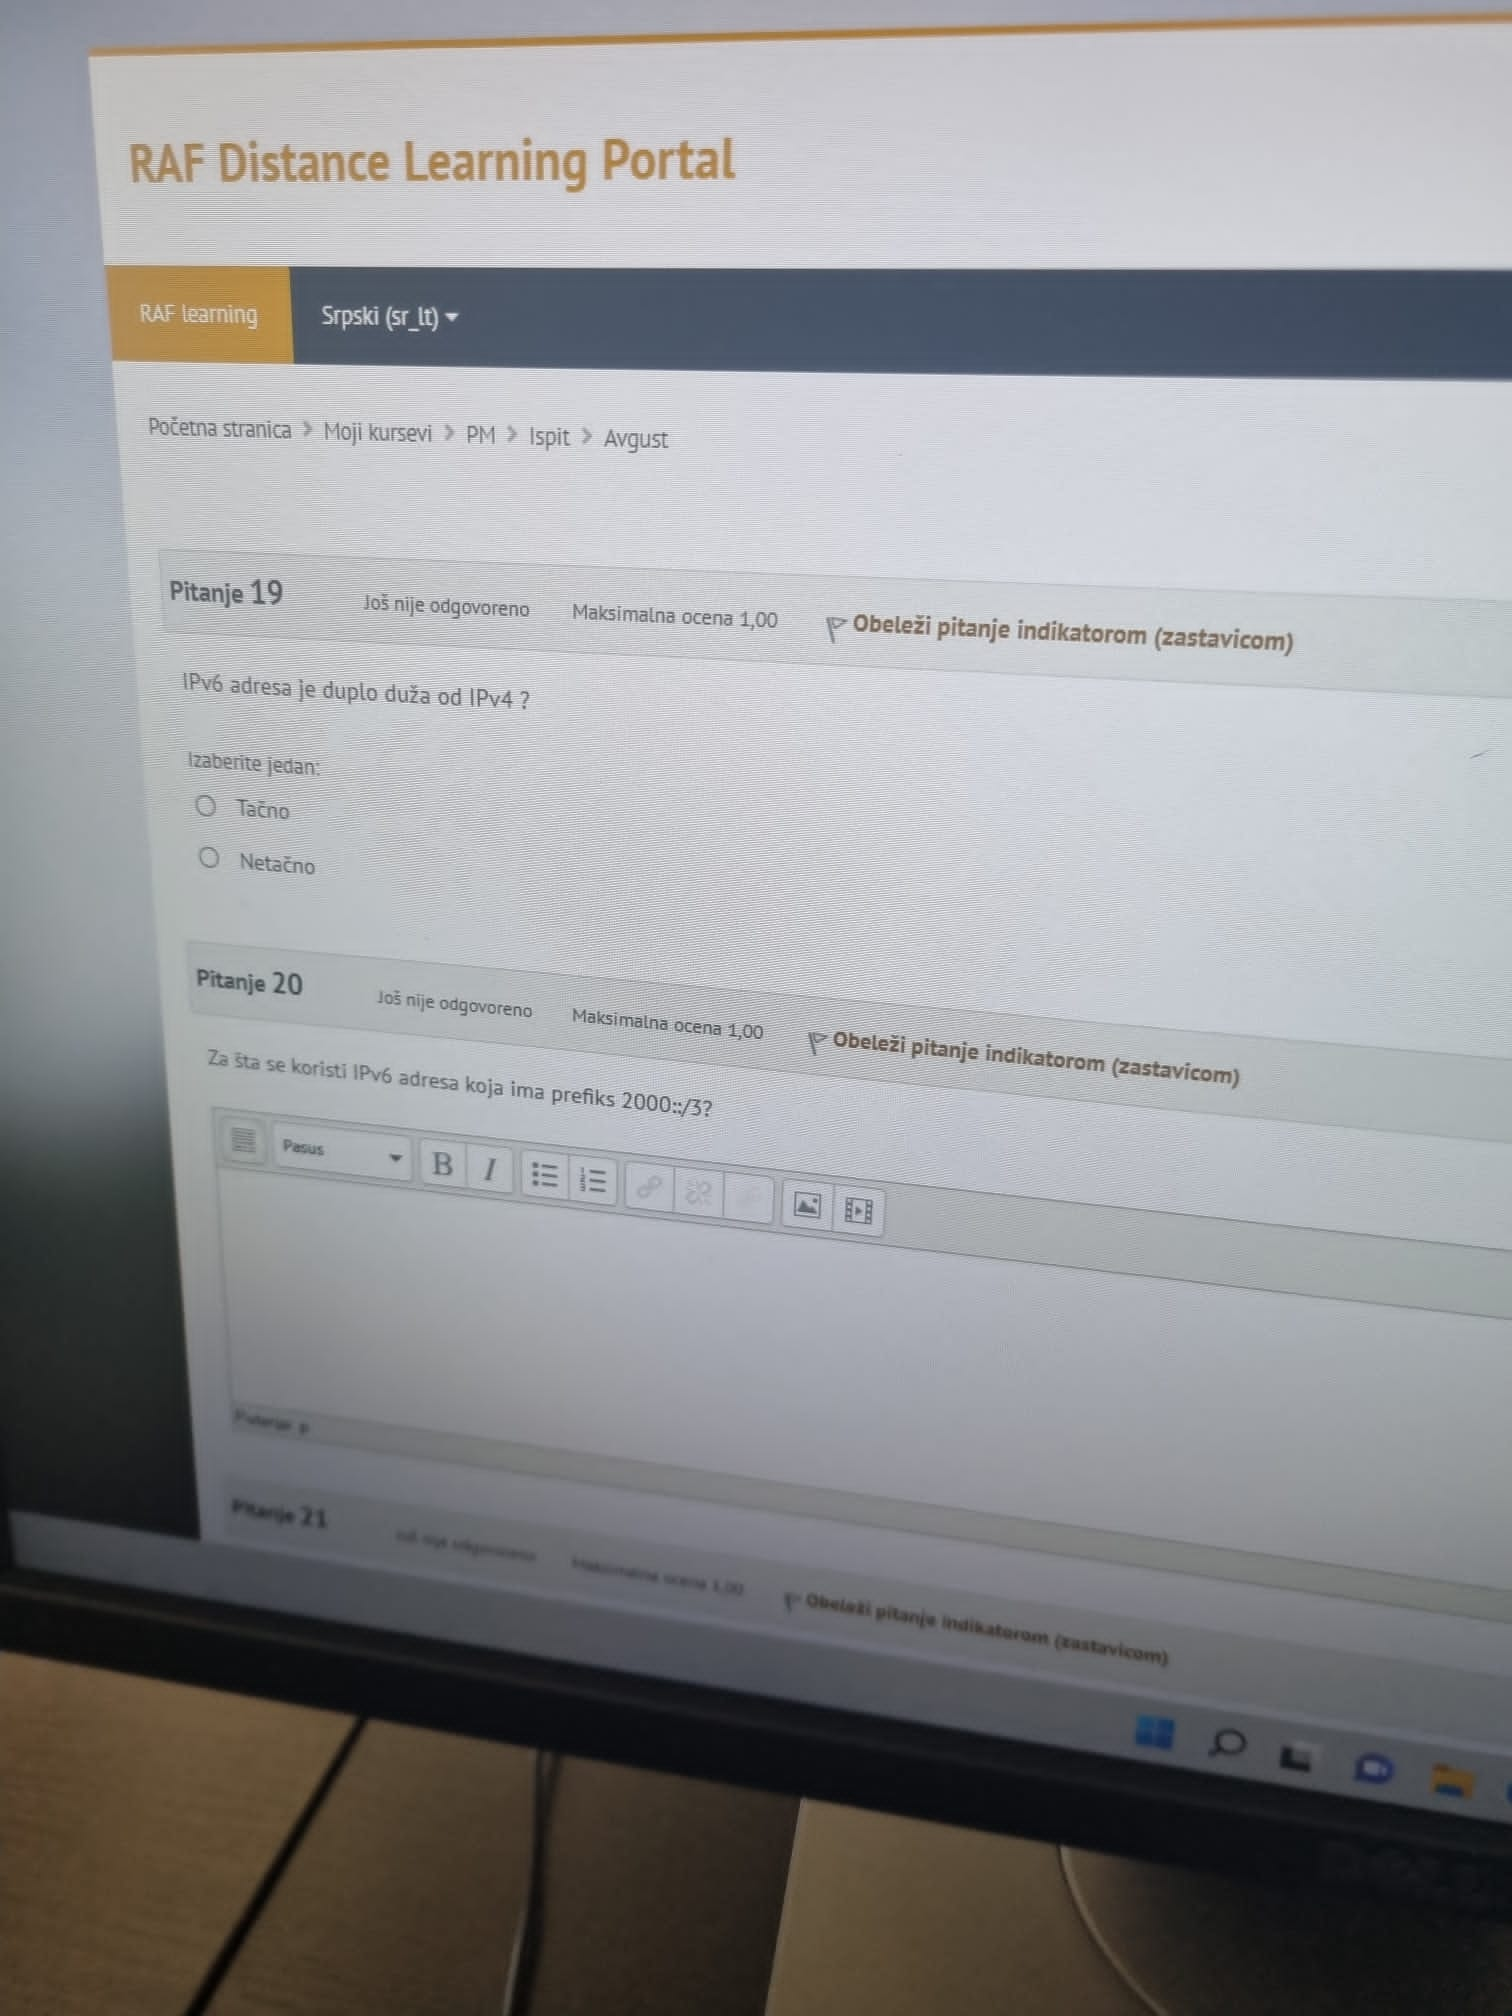 RAF Distance Learning Portal
RAF learning Srpski (sr_lt)
Početna stranica > Moji kursevi > PM > Ispit > Avgust
Pitanje 19 Još nije odgovoreno Maksimalna ocena 1,00 Obeleži pitanje indikatorom (zastavicom)
IPv6 adresa je duplo duža od IPv4 ?
Izaberite jedan:
Tačno
Netačno
Pitanje 20 Još nije odgovoreno Maksimalna ocena 1,00 Obeleži pitanje indikatorom (zastavicom)
Za šta se koristi IPv6 adresa koja ima prefiks 2000::/3?
Pasus B I
Putanja: p
Pitanje 21 Još nije odgovoreno Maksimalna ocena 1,00 Obeleži pitanje indikatorom (zastavicom)